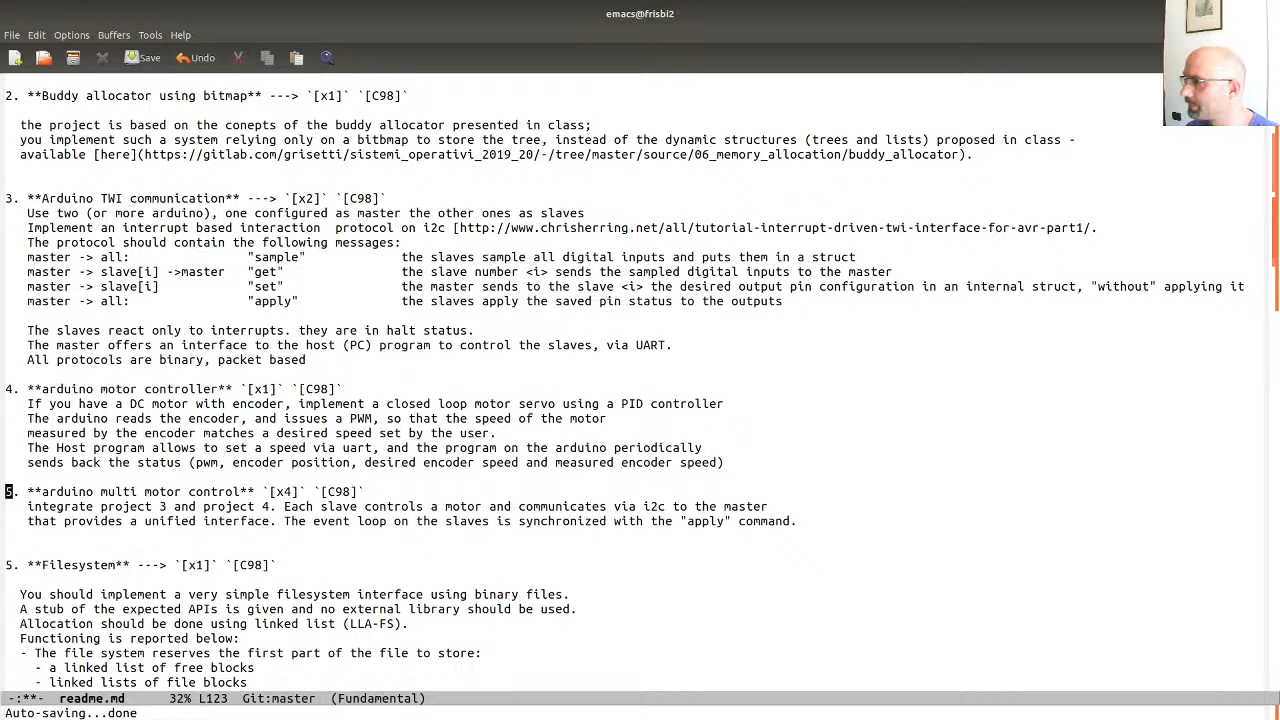 emacs@frisbi2
File Edit Options Buffers Tools Help
Save Undo
2. **Buddy allocator using bitmap** ---> `[x1]` `[C98]`
the project is based on the conepts of the buddy allocator presented in class;
you implement such a system relying only on a bitbmap to store the tree, instead of the dynamic structures (trees and lists) proposed in class -
available [here](https://gitlab.com/grisetti/sistemi_operativi_2019_20/-/tree/master/source/06_memory_allocation/buddy_allocator).
3. **Arduino TWI communication** ---> `[x2]` `[C98]`
Use two (or more arduino), one configured as master the other ones as slaves
Implement an interrupt based interaction  protocol on i2c [http://www.chrisherring.net/all/tutorial-interrupt-driven-twi-interface-for-avr-part1/.
The protocol should contain the following messages:
master -> all: "sample" the slaves sample all digital inputs and puts them in a struct
master -> slave[i] ->master "get" the slave number <i> sends the sampled digital inputs to the master
master -> slave[i] "set" the master sends to the slave <i> the desired output pin configuration in an internal struct, "without" applying it
master -> all: "apply" the slaves apply the saved pin status to the outputs
The slaves react only to interrupts. they are in halt status.
The master offers an interface to the host (PC) program to control the slaves, via UART.
All protocols are binary, packet based
4. **arduino motor controller** `[x1]` `[C98]`
If you have a DC motor with encoder, implement a closed loop motor servo using a PID controller
The arduino reads the encoder, and issues a PWM, so that the speed of the motor
measured by the encoder matches a desired speed set by the user.
The Host program allows to set a speed via uart, and the program on the arduino periodically
sends back the status (pwm, encoder position, desired encoder speed and measured encoder speed)
5. **arduino multi motor control** `[x4]` `[C98]`
integrate project 3 and project 4. Each slave controls a motor and communicates via i2c to the master
that provides a unified interface. The event loop on the slaves is synchronized with the "apply" command.
5. **Filesystem** ---> `[x1]` `[C98]`
You should implement a very simple filesystem interface using binary files.
A stub of the expected APIs is given and no external library should be used.
Allocation should be done using linked list (LLA-FS).
Functioning is reported below:
- The file system reserves the first part of the file to store:
- a linked list of free blocks
- linked lists of file blocks
-:**- readme.md 32% L123 Git:master (Fundamental)
Auto-saving...done